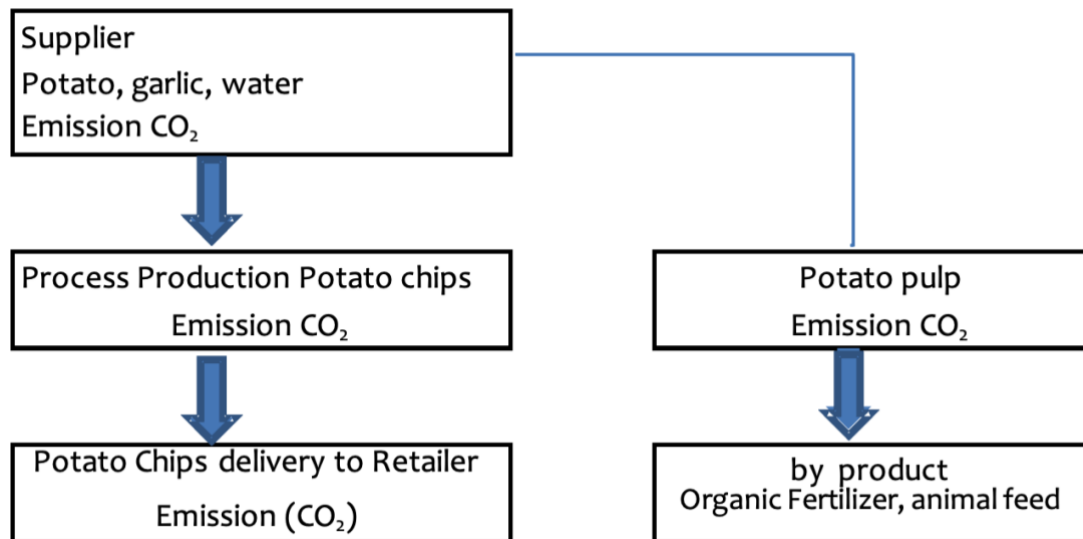 Supplier
Potato, garlic, water
Emission CO₂
Process Production Potato chips
Emission CO₂
Potato pulp
Emission CO₂
Potato Chips delivery to Retailer
Emission (CO₂)
by product
Organic Fertilizer, animal feed